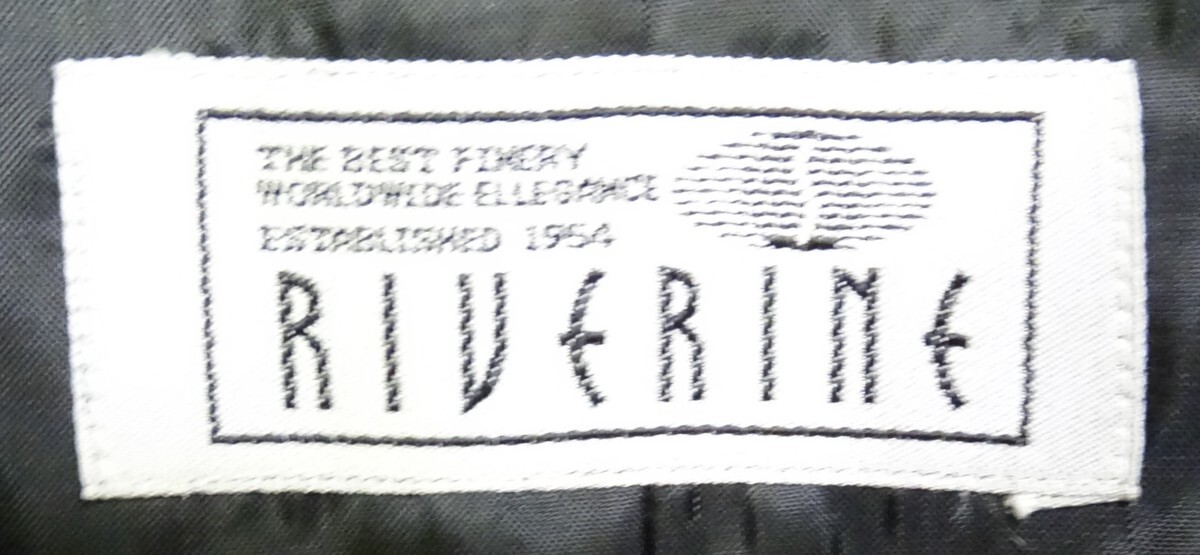 THE BEST FINERY
WORLDWIDE ELLEGANCE
ESTABLISHED 1954
RIVERINE